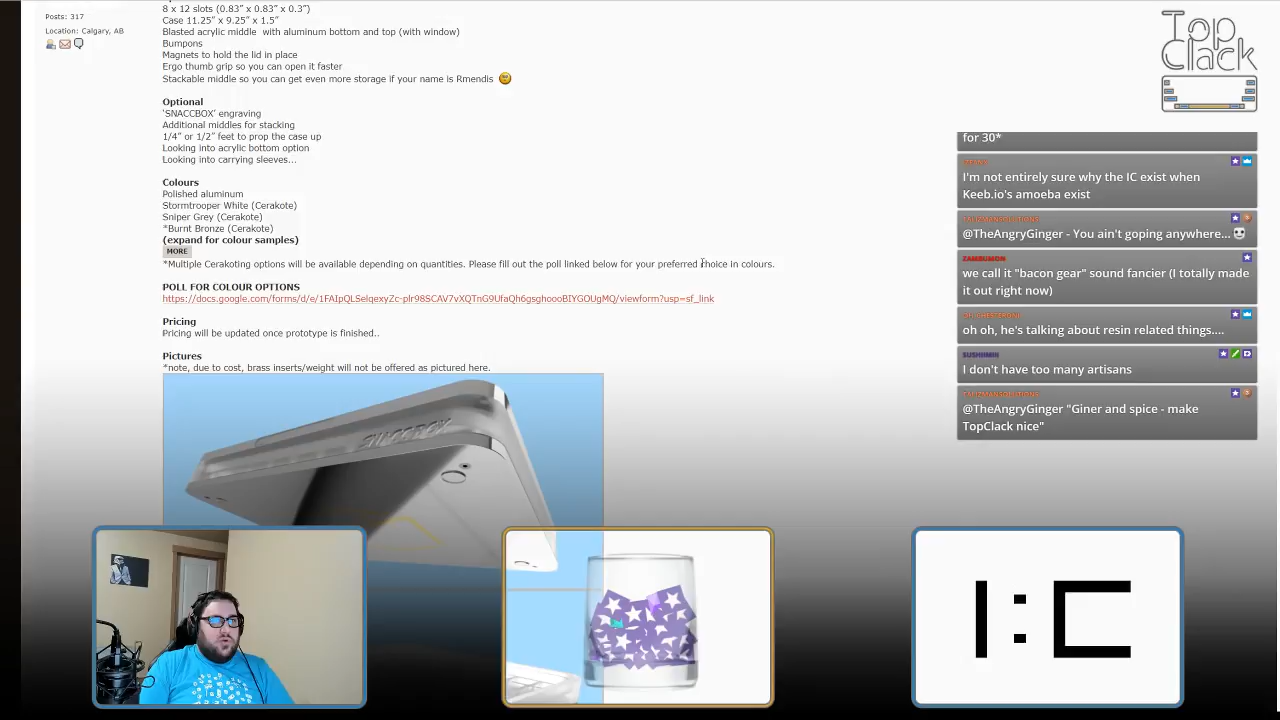 Posts: 317
Location: Calgary, AB
8 x 12 slots (0.83” x 0.83” x 0.3”)
Case 11.25” x 9.25” x 1.5”
Blasted acrylic middle with aluminum bottom and top (with window)
Bumpons
Magnets to hold the lid in place
Ergo thumb grip so you can open it faster
Stackable middle so you can get even more storage if your name is Rmendis
Optional
‘SNACCBOX’ engraving
Additional middles for stacking
1/4” or 1/2” feet to prop the case up
Looking into acrylic bottom option
Looking into carrying sleeves...
Colours
Polished aluminum
Stormtrooper White (Cerakote)
Sniper Grey (Cerakote)
*Burnt Bronze (Cerakote)
(expand for colour samples)
MORE
*Multiple Cerakoting options will be available depending on quantities. Please fill out the poll linked below for your preferred choice in colours.
POLL FOR COLOUR OPTIONS
Pricing
Pricing will be updated once prototype is finished..
Pictures
*note, due to cost, brass inserts/weight will not be offered as pictured here.
SNACCBOX
Top
Clack
for 30*
I'm not entirely sure why the IC exist when
Keeb.io's amoeba exist
@TheAngryGinger - You ain't goping anywhere...
ZAMBUMON
we call it "bacon gear" sound fancier (I totally made
it out right now)
oh oh, he's talking about resin related things....
I don't have too many artisans
@TheAngryGinger "Giner and spice - make
TopClack nice"
I:C